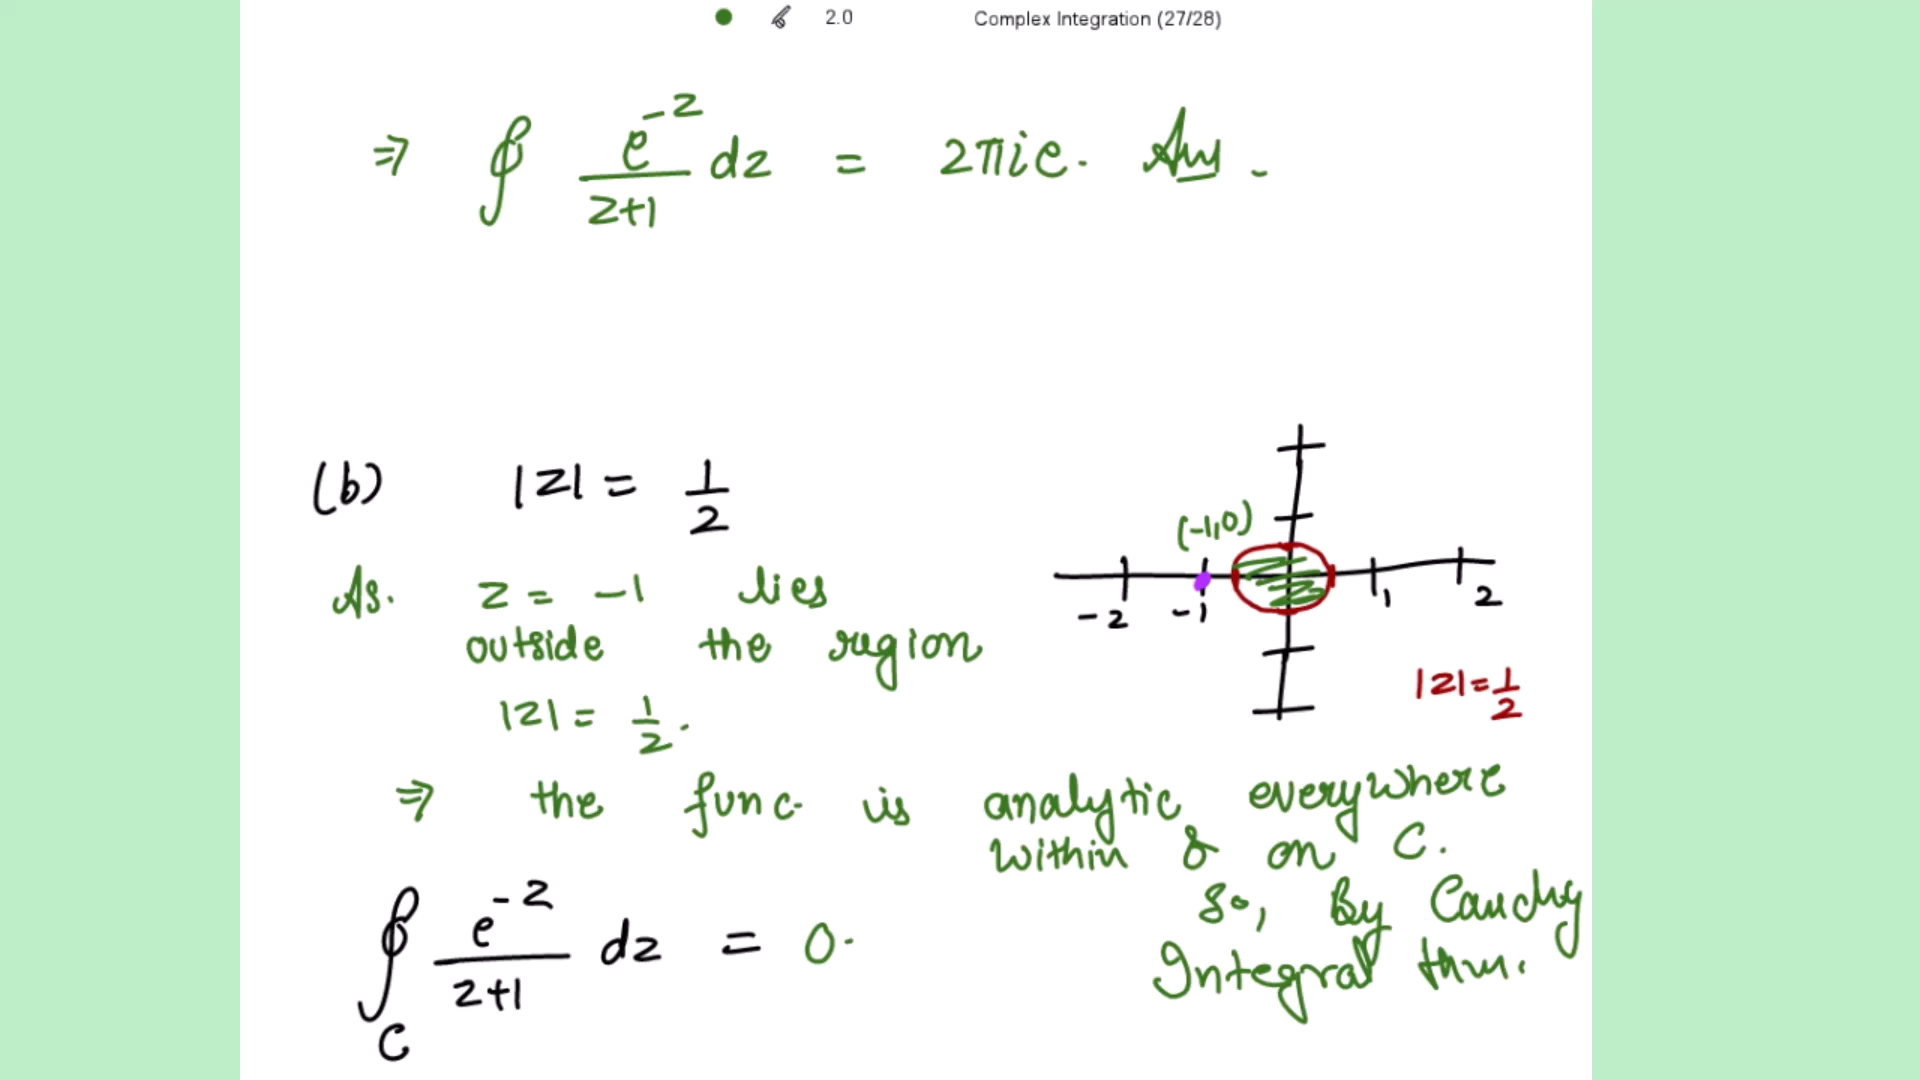 2.0 Complex Integration (27/28)
⇒ ∮ e^{-z}/(z+1) dz = 2πie. Ans.
(b) |z| = 1/2
(-1,0)
-2 -1 1 2
|z|=1/2
As. z = -1 lies
outside the region
|z| = 1/2.
⇒ the func. is analytic everywhere
within & on C.
So, By Cauchy
Integral thm.
∮_C e^{-z}/(z+1) dz = 0.